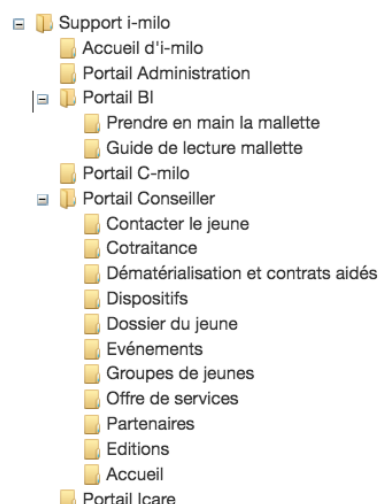 Support i-milo
Accueil d'i-milo
Portail Administration
Portail BI
Prendre en main la mallette
Guide de lecture mallette
Portail C-milo
Portail Conseiller
Contacter le jeune
Cotraitance
Dématérialisation et contrats aidés
Dispositifs
Dossier du jeune
Evénements
Groupes de jeunes
Offre de services
Partenaires
Editions
Accueil
Portail Icare